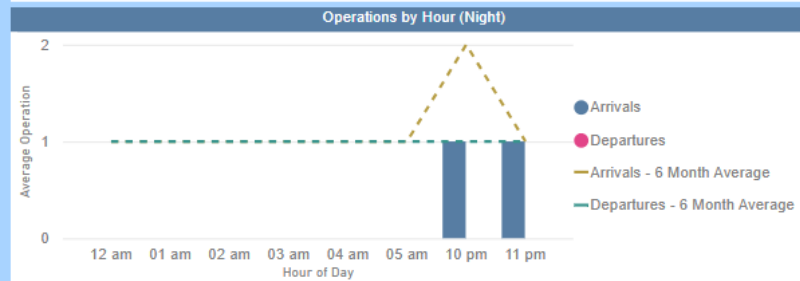 Operations by Hour (Night)
2
1
0
Average Operation
12 am 01 am 02 am 03 am 04 am 05 am 10 pm 11 pm
Hour of Day
Arrivals
Departures
Arrivals - 6 Month Average
Departures - 6 Month Average